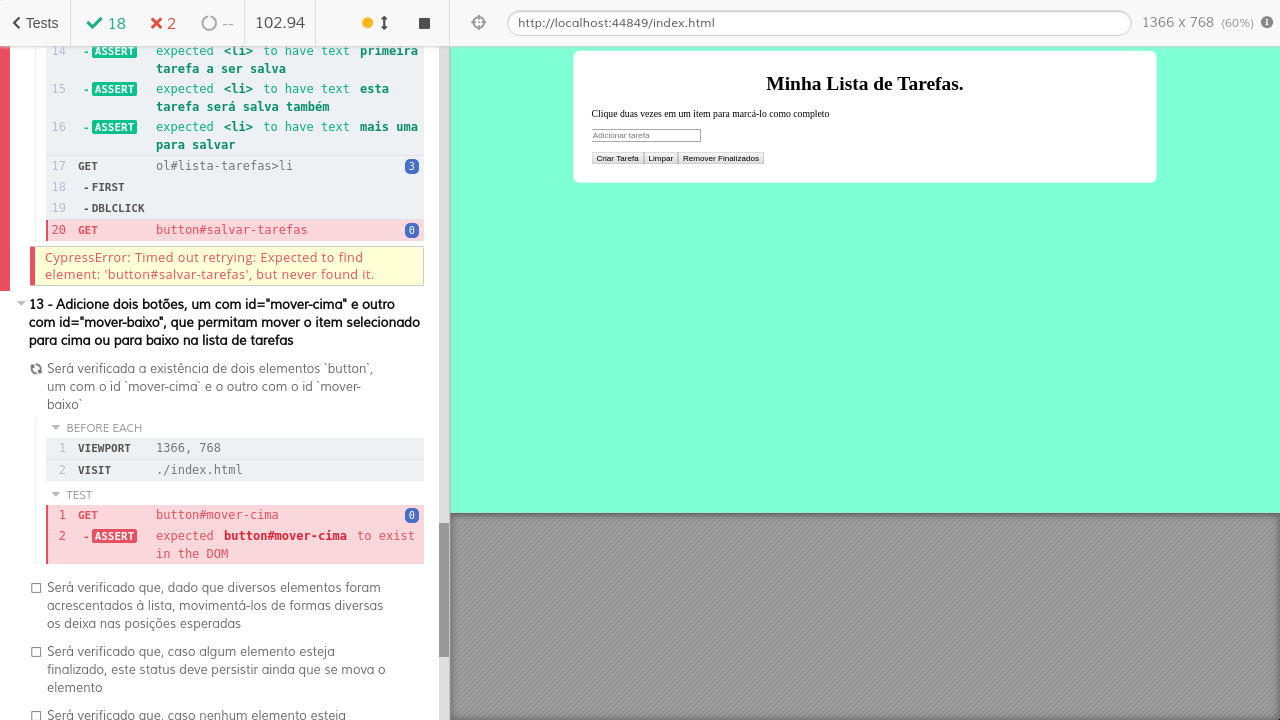 Tests 18 2 -- 102.94
http://localhost:44849/index.html 1366 x 768 (60%)
14 - ASSERT expected <li> to have text primeira
tarefa a ser salva
15 - ASSERT expected <li> to have text esta
tarefa será salva também
16 - ASSERT expected <li> to have text mais uma
para salvar
17 GET ol#lista-tarefas>li 3
18 - FIRST
19 - DBLCLICK
20 GET button#salvar-tarefas 0
CypressError: Timed out retrying: Expected to find
element: 'button#salvar-tarefas', but never found it.
13 - Adicione dois botões, um com id="mover-cima" e outro
com id="mover-baixo", que permitam mover o item selecionado
para cima ou para baixo na lista de tarefas
Será verificada a existência de dois elementos `button`,
um com o id `mover-cima` e o outro com o id `mover-
baixo`
BEFORE EACH
1 VIEWPORT 1366, 768
2 VISIT ./index.html
TEST
1 GET button#mover-cima 0
2 - ASSERT expected button#mover-cima to exist
in the DOM
Será verificado que, dado que diversos elementos foram
acrescentados à lista, movimentá-los de formas diversas
os deixa nas posições esperadas
Será verificado que, caso algum elemento esteja
finalizado, este status deve persistir ainda que se mova o
elemento
Será verificado que, caso nenhum elemento esteja
Minha Lista de Tarefas.
Clique duas vezes em um item para marcá-lo como completo
Adicionar tarefa
Criar Tarefa Limpar Remover Finalizados